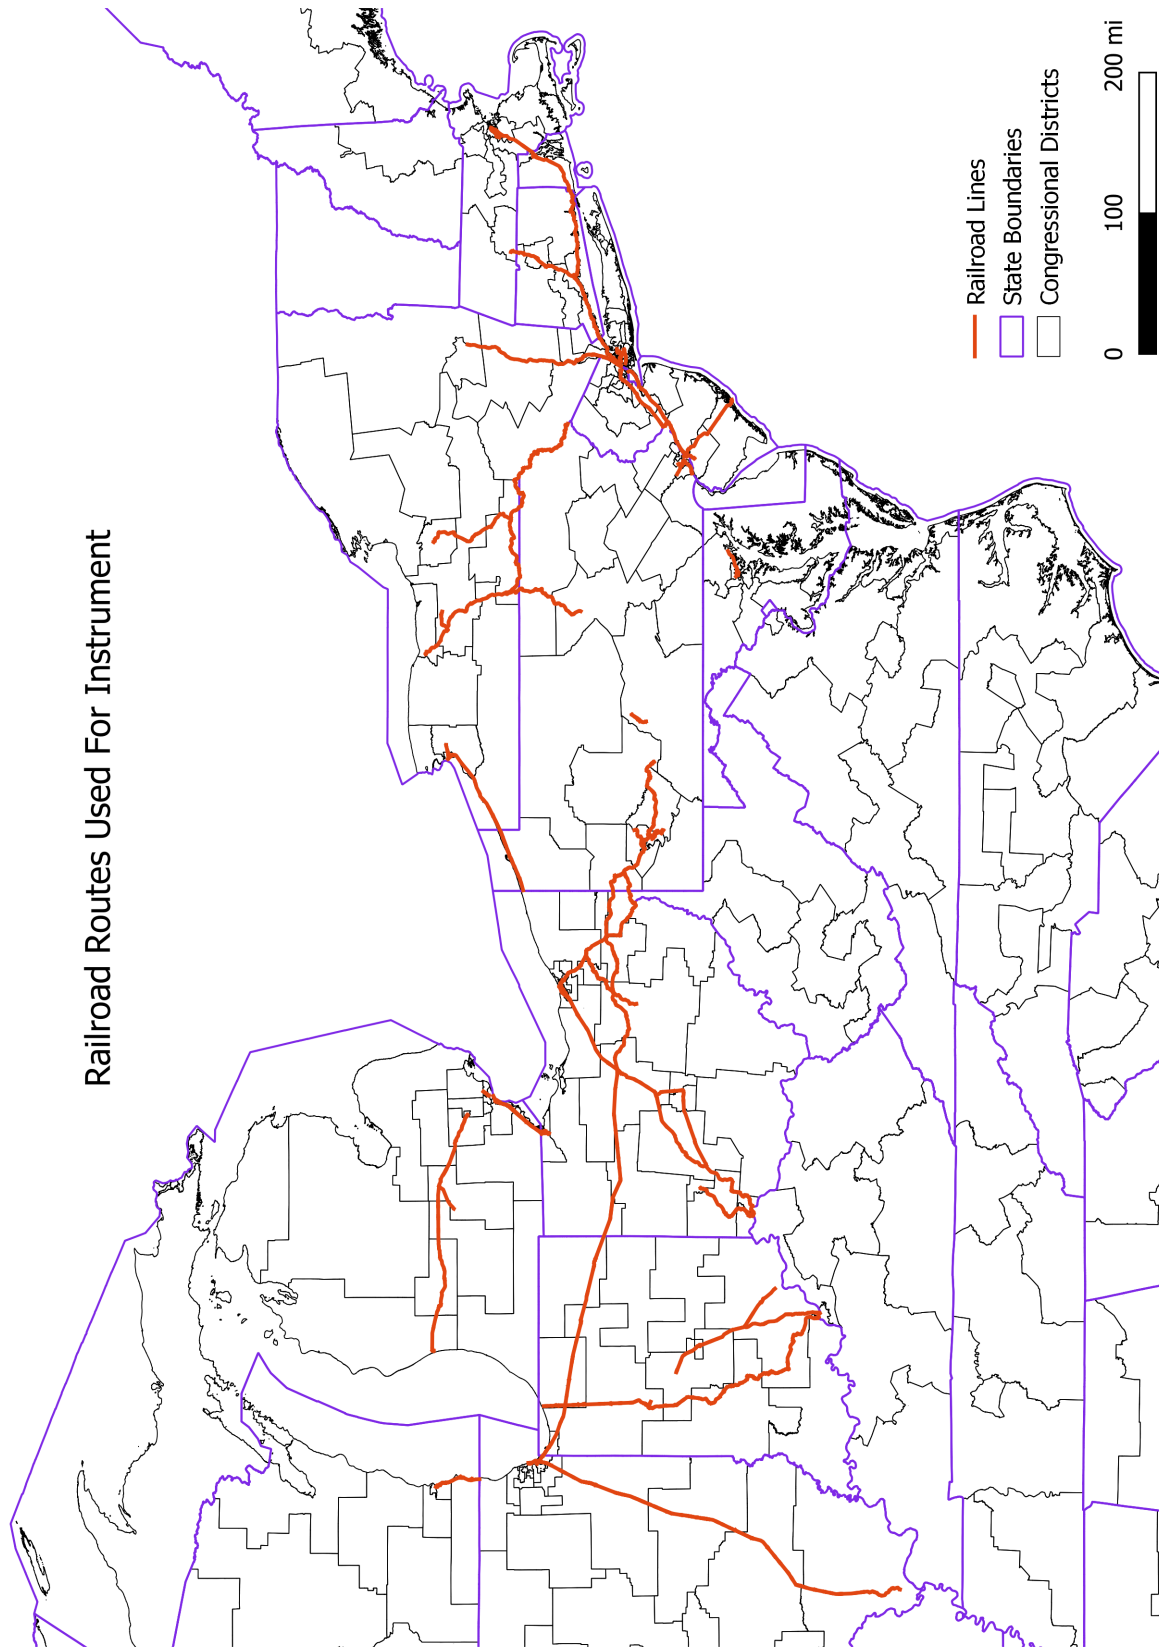 Railroad Routes Used For Instrument
Railroad Lines
State Boundaries
Congressional Districts
0 100 200 mi